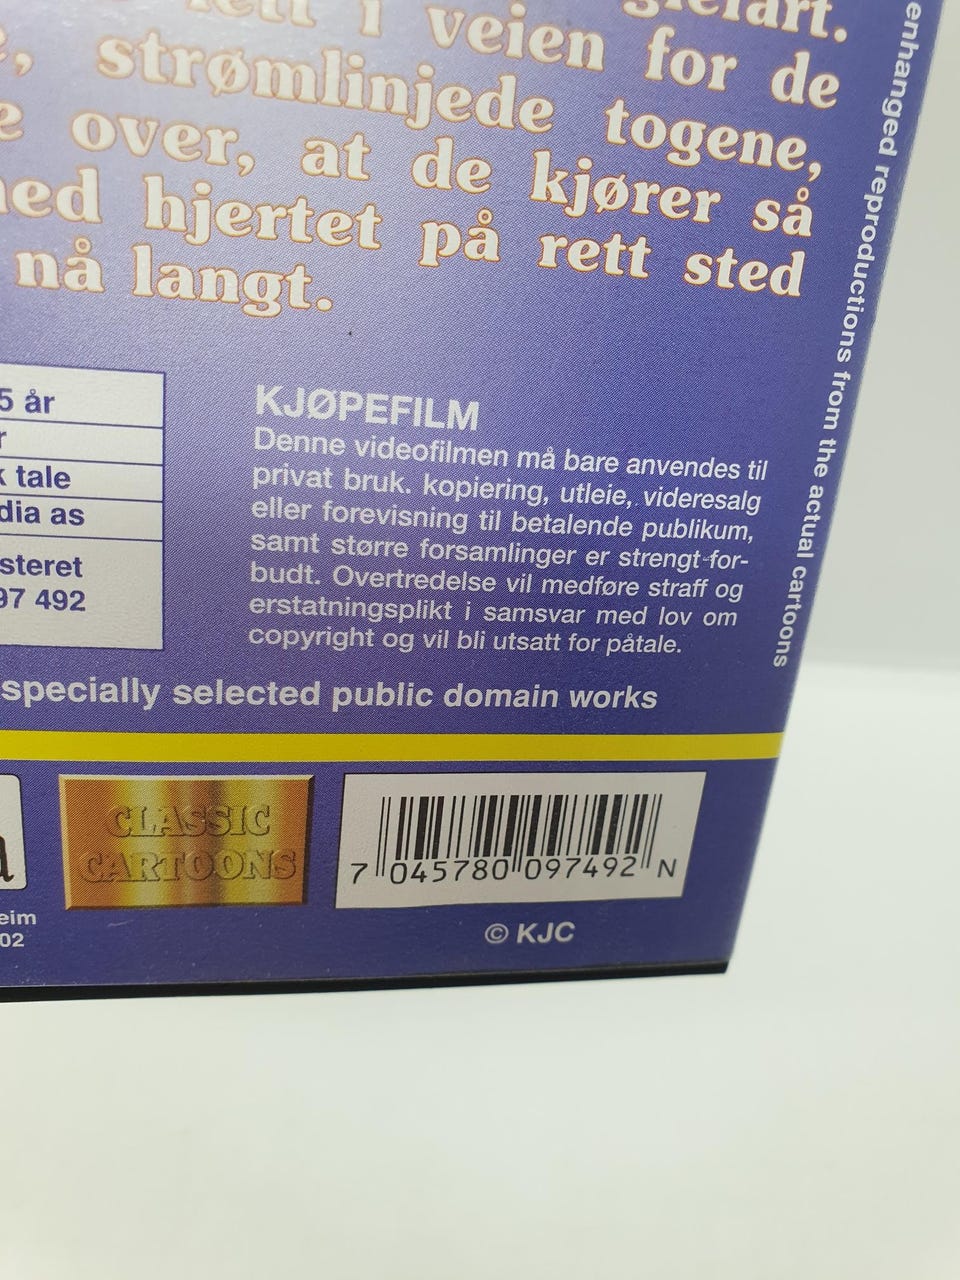 i veien for de
strømlinjede togene,
over, at de kjører så
hjertet på rett sted
nå langt.
5 år
tale
as
97 492
KJØPEFILM
Denne videofilmen må bare anvendes til
privat bruk. kopiering, utleie, videresalg
eller forevisning til betalende publikum,
samt større forsamlinger er strengt for-
budt. Overtredelse vil medføre straff og
erstatningsplikt i samsvar med lov om
copyright og vil bli utsatt for påtale.
specially selected public domain works
enhanged reproductions from the actual cartoons
CLASSIC
CARTOONS
7 045780 097492 N
02
© KJC